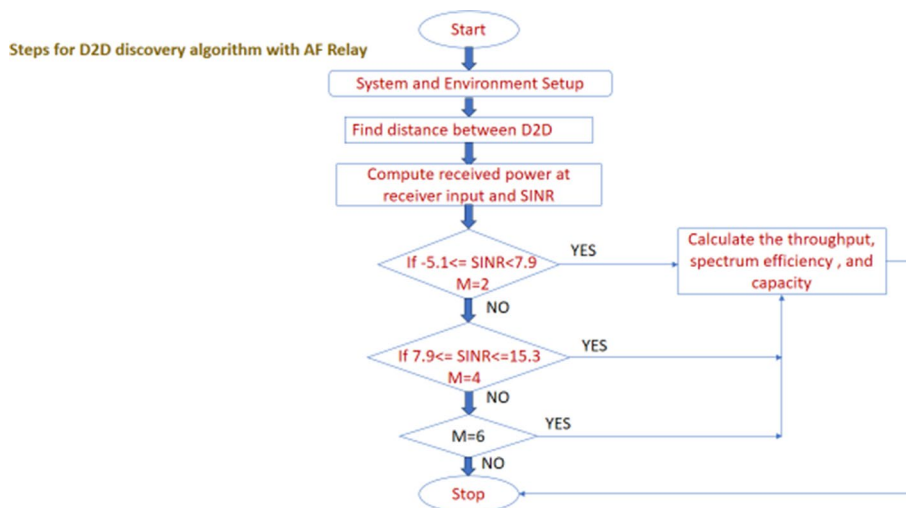 Start
Steps for D2D discovery algorithm with AF Relay
System and Environment Setup
Find distance between D2D
Compute received power at
receiver input and SINR
If -5.1<= SINR<7.9
M=2
YES
Calculate the throughput,
spectrum efficiency , and
capacity
NO
If 7.9<= SINR<=15.3
M=4
YES
NO
M=6
YES
NO
Stop